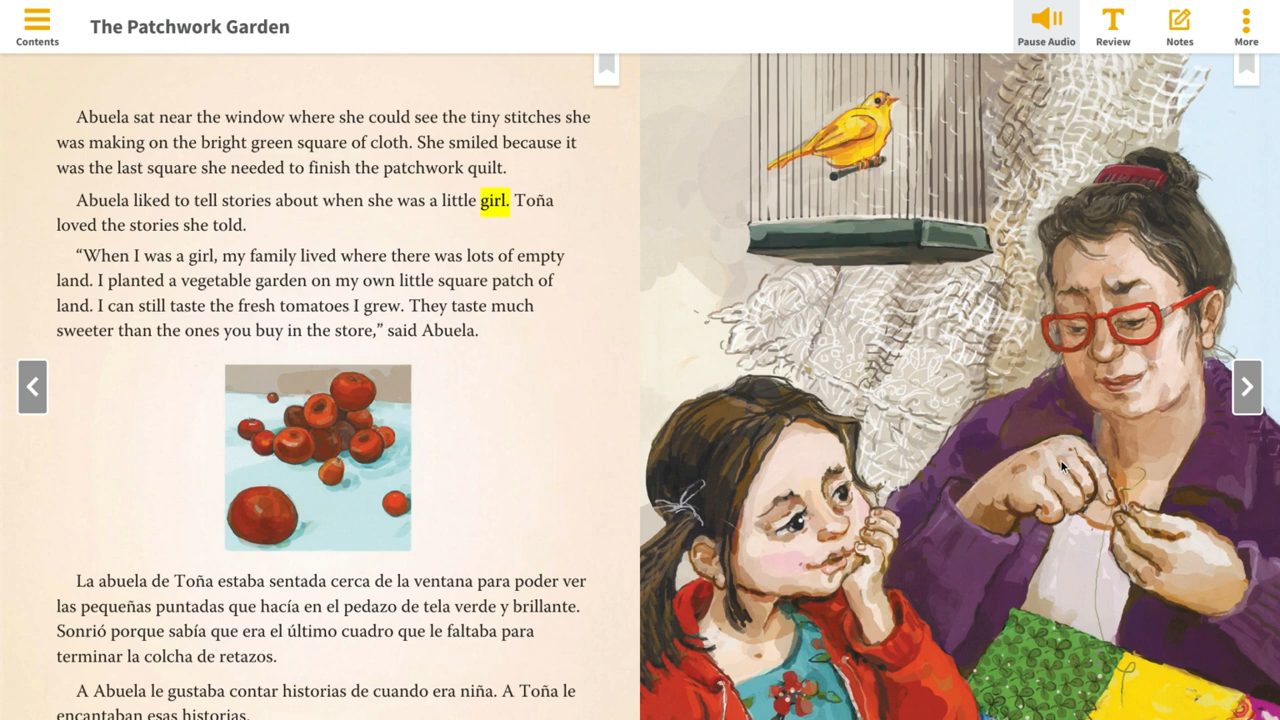 Contents
The Patchwork Garden
Pause Audio
Review
Notes
More
Abuela sat near the window where she could see the tiny stitches she
was making on the bright green square of cloth. She smiled because it
was the last square she needed to finish the patchwork quilt.
Abuela liked to tell stories about when she was a little girl. Toña
loved the stories she told.
“When I was a girl, my family lived where there was lots of empty
land. I planted a vegetable garden on my own little square patch of
land. I can still taste the fresh tomatoes I grew. They taste much
sweeter than the ones you buy in the store,” said Abuela.
La abuela de Toña estaba sentada cerca de la ventana para poder ver
las pequeñas puntadas que hacía en el pedazo de tela verde y brillante.
Sonrió porque sabía que era el último cuadro que le faltaba para
terminar la colcha de retazos.
A Abuela le gustaba contar historias de cuando era niña. A Toña le
encantaban esas historias.